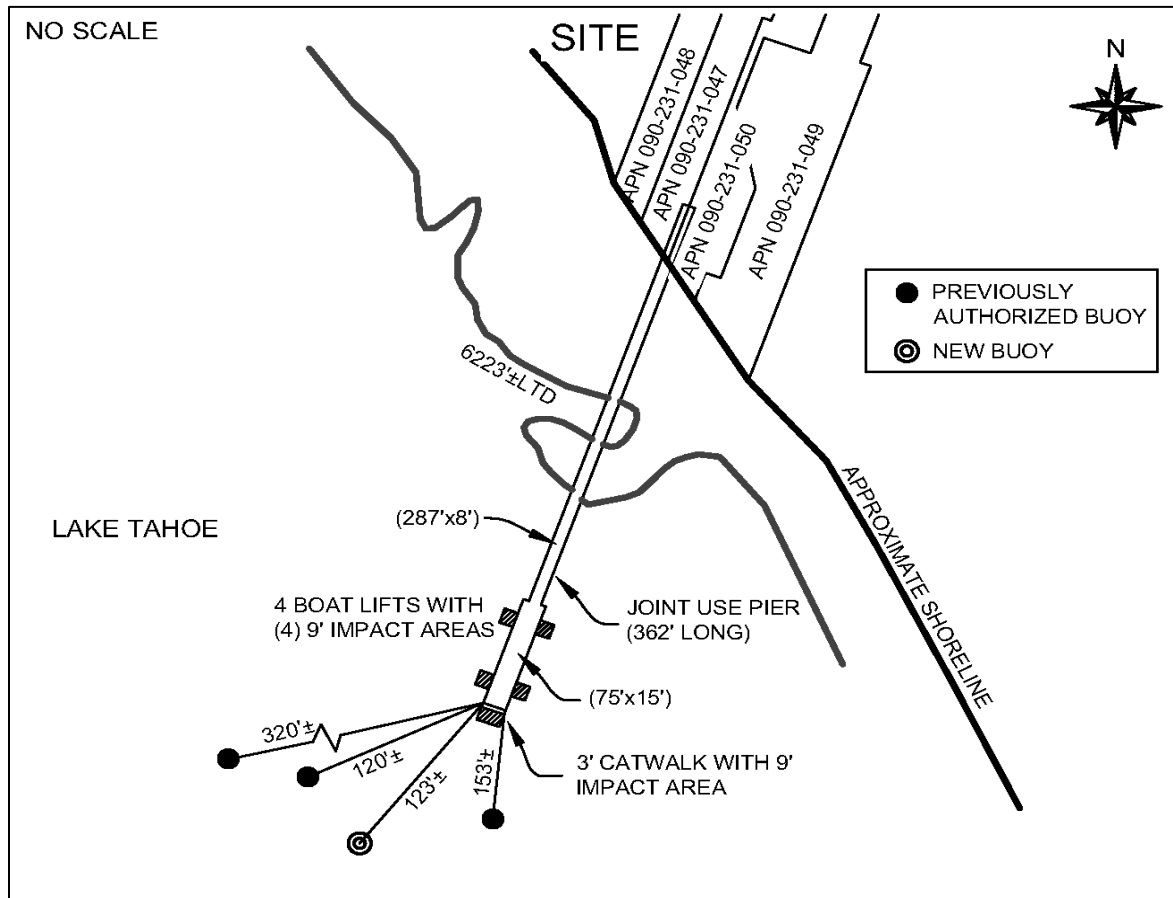 NO SCALE
SITE
N
APN 090-231-048
APN 090-231-047
APN 090-231-050
APN 090-231-049
PREVIOUSLY
AUTHORIZED BUOY
NEW BUOY
6223'±LTD
LAKE TAHOE
(287'x8')
APPROXIMATE SHORELINE
4 BOAT LIFTS WITH
(4) 9' IMPACT AREAS
JOINT USE PIER
(362' LONG)
(75'x15')
320'±
120'±
123'±
153'±
3' CATWALK WITH 9'
IMPACT AREA